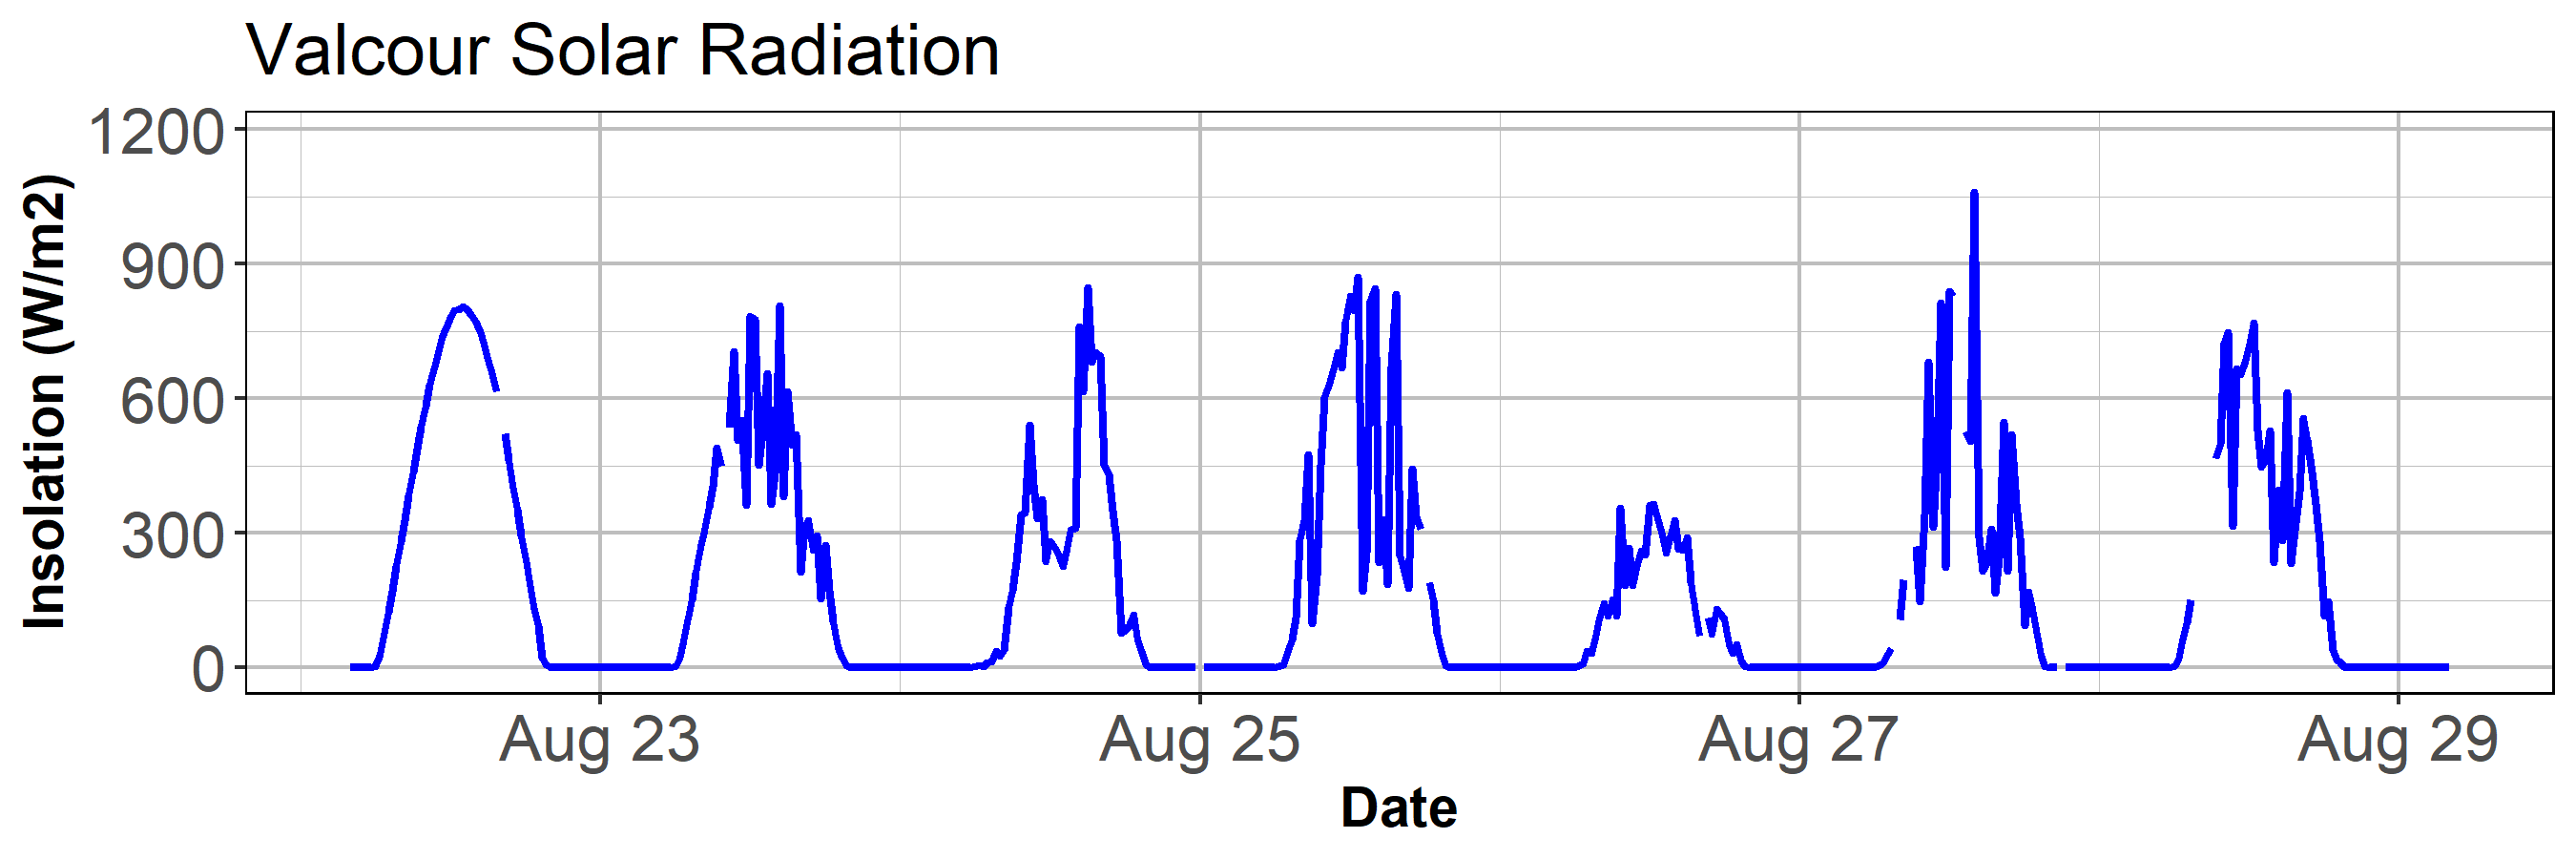 Valcour Solar Radiation
1200
900
600
300
0
Insolation (W/m2)
Aug 23 Aug 25 Aug 27 Aug 29
Date